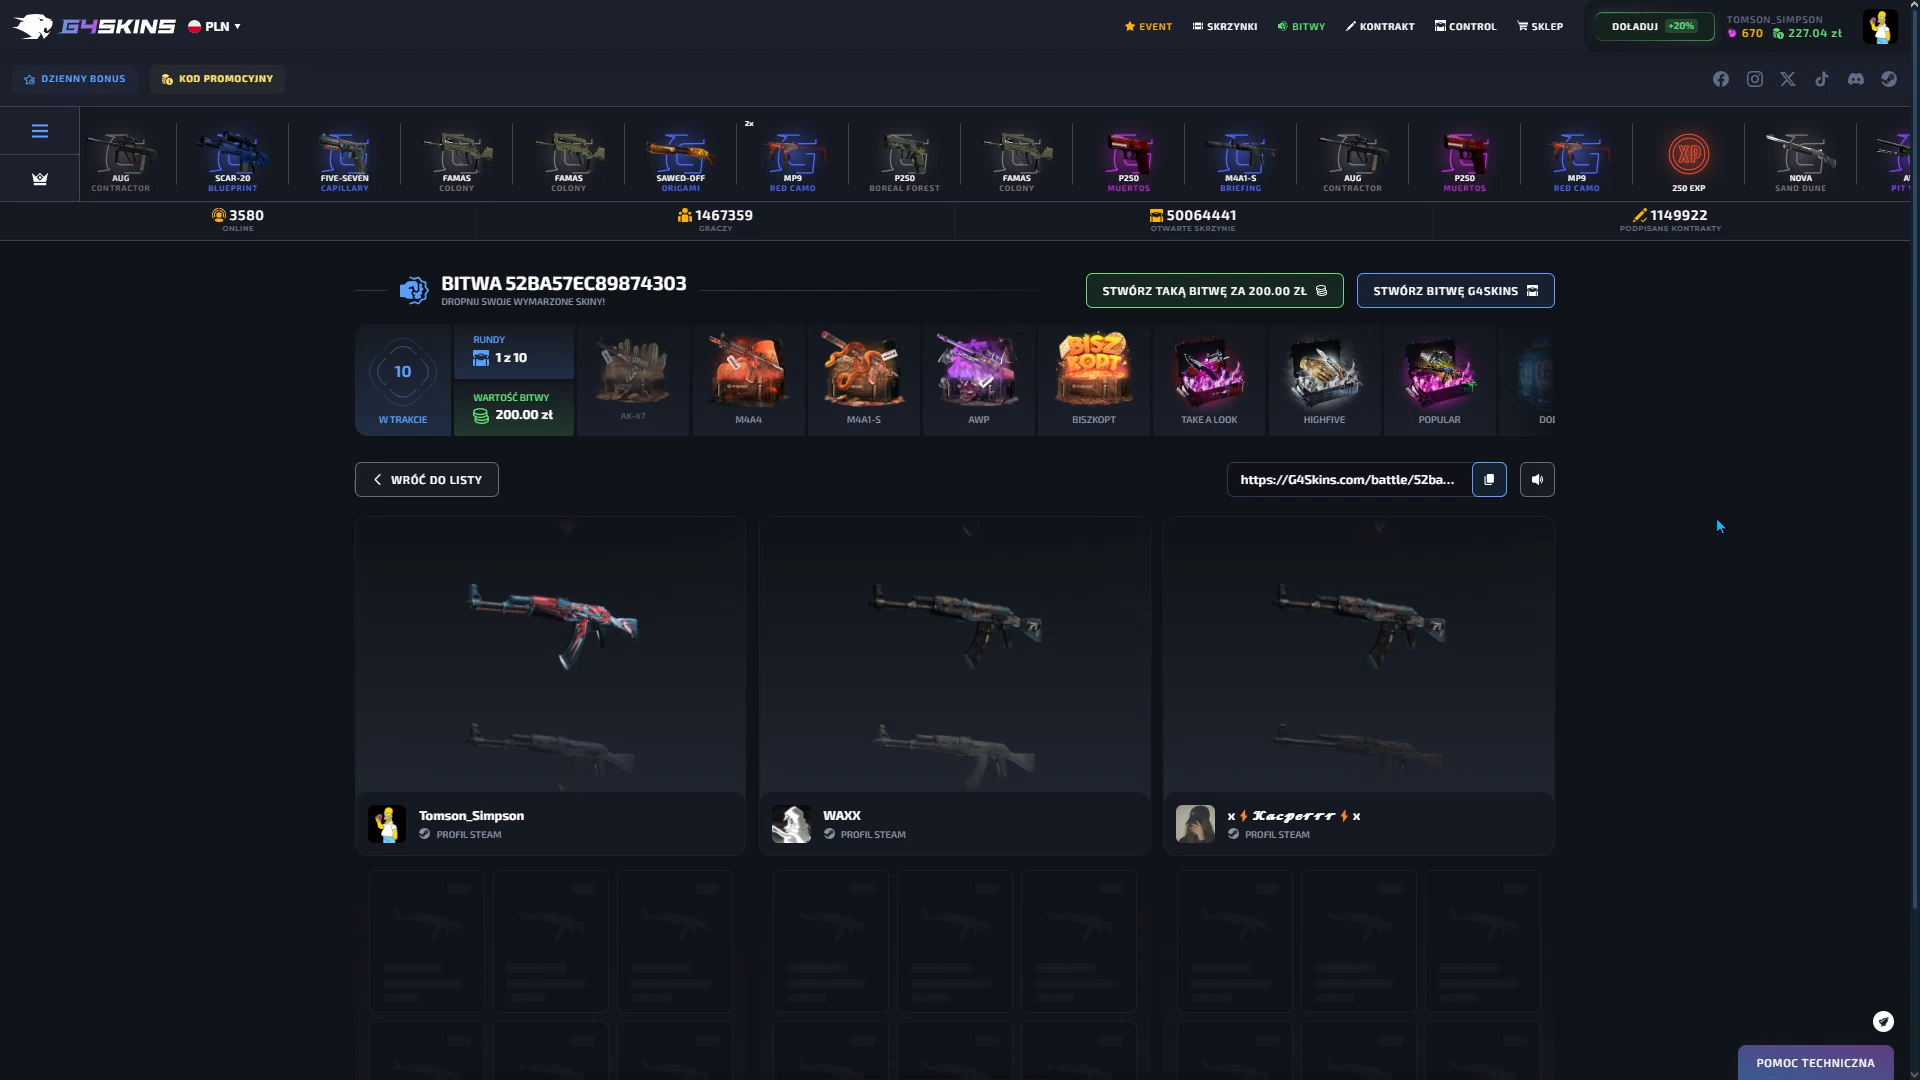 G4SKINS
PLN
EVENT
SKRZYNKI
BITWY
KONTRAKT
CONTROL
SKLEP
DOŁADUJ +20%
TOMSON_SIMPSON
670 227.04 zł
DZIENNY BONUS
KOD PROMOCYJNY
AUG
CONTRACTOR
SCAR-20
BLUEPRINT
FIVE-SEVEN
CAPILLARY
FAMAS
COLONY
FAMAS
COLONY
SAWED-OFF
ORIGAMI
2x
MP9
RED CAMO
P250
BOREAL FOREST
FAMAS
COLONY
P250
MUERTOS
M4A1-S
BRIEFING
AUG
CONTRACTOR
P250
MUERTOS
MP9
RED CAMO
XP
250 EXP
NOVA
SAND DUNE
PIT
3580
ONLINE
1467359
GRACZY
50064441
OTWARTE SKRZYNIE
1149922
PODPISANE KONTRAKTY
BITWA 52BA57EC89874303
DROPNIJ SWOJE WYMARZONE SKINY!
STWÓRZ TAKĄ BITWĘ ZA 200.00 ZŁ
STWÓRZ BITWĘ G4SKINS
10
W TRAKCIE
RUNDY
1 z 10
WARTOŚĆ BITWY
200.00 zł
AK-47
M4A4
M4A1-S
AWP
BISZKOPT
BISZKOPT
TAKE A LOOK
HIGHFIVE
POPULAR
WRÓĆ DO LISTY
https://G4Skins.com/battle/52ba...
Tomson_Simpson
PROFIL STEAM
WAXX
PROFIL STEAM
x Kacperrr x
PROFIL STEAM
POMOC TECHNICZNA